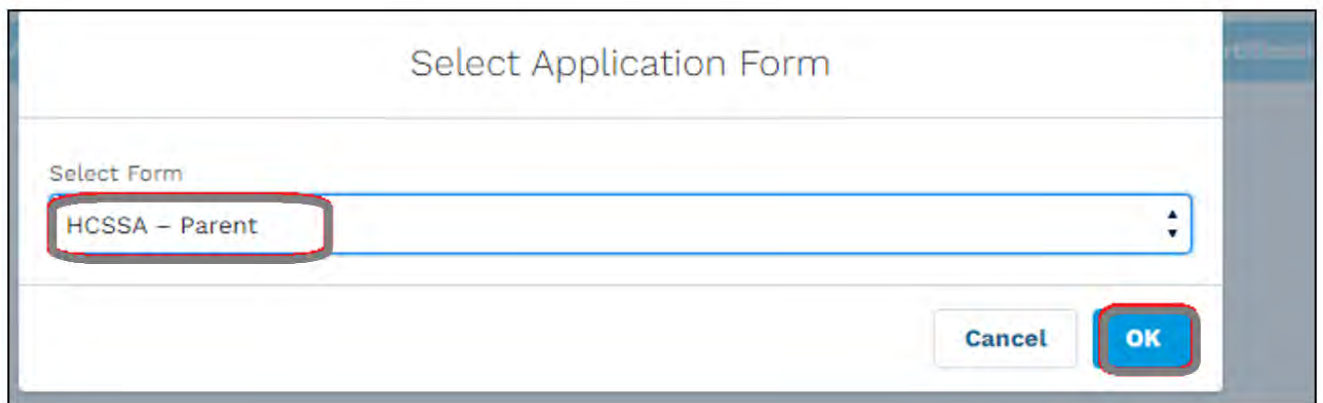 Select Application Form
Select Form
HCSSA – Parent
Cancel OK